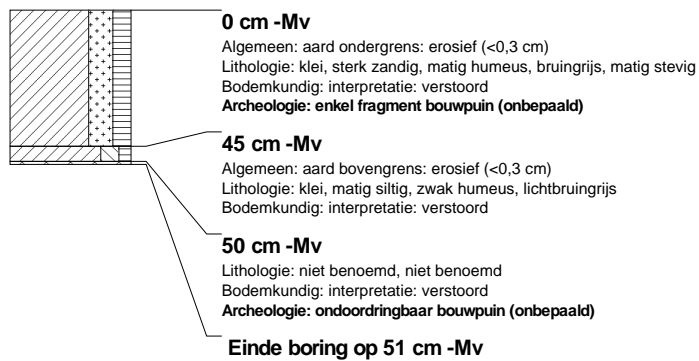 0 cm -Mv
Algemeen: aard ondergrens: erosief (<0,3 cm)
Lithologie: klei, sterk zandig, matig humeus, bruingrijs, matig stevig
Bodemkundig: interpretatie: verstoord
Archeologie: enkel fragment bouwpuin (onbepaald)
45 cm -Mv
Algemeen: aard bovengrens: erosief (<0,3 cm)
Lithologie: klei, matig siltig, zwak humeus, lichtbruingrijs
Bodemkundig: interpretatie: verstoord
50 cm -Mv
Lithologie: niet benoemd, niet benoemd
Bodemkundig: interpretatie: verstoord
Archeologie: ondoordringbaar bouwpuin (onbepaald)
Einde boring op 51 cm -Mv